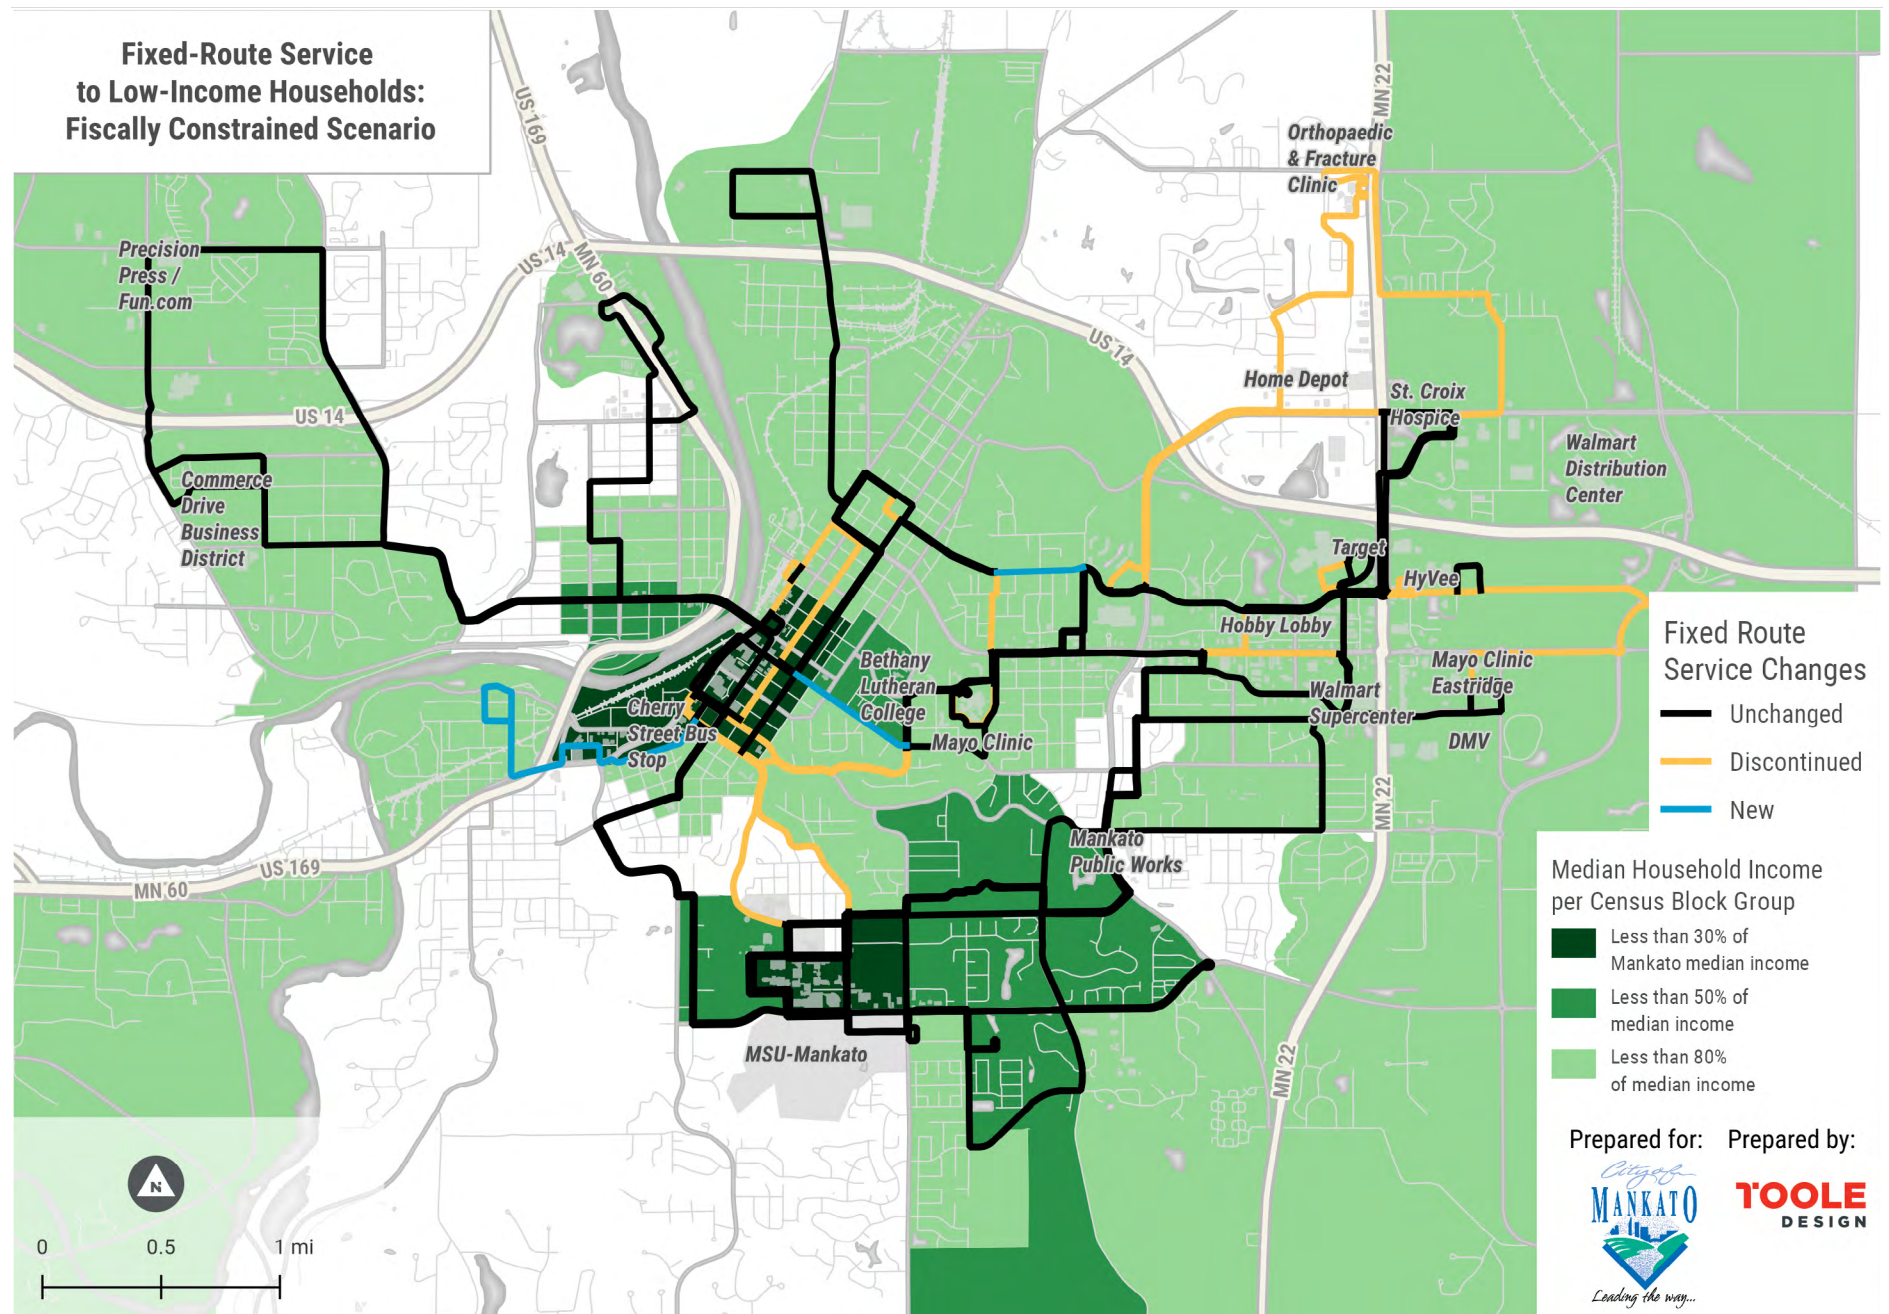 Fixed-Route Service
to Low-Income Households:
Fiscally Constrained Scenario
US 169
MN 22
Orthopaedic
& Fracture
Clinic
Precision
Press /
Fun.com
US 14
MN 60
US 14
Home Depot
St. Croix
Hospice
US 14
Walmart
Distribution
Center
Commerce
Drive
Business
District
Target
HyVee
Hobby Lobby
Bethany
Lutheran
College
Mayo Clinic
Eastridge
Walmart
Supercenter
Cherry
Street Bus
Stop
Mayo Clinic
DMV
MN 22
Mankato
Public Works
US 169
MN 60
MSU-Mankato
MN 22
Fixed Route
Service Changes
Unchanged
Discontinued
New
Median Household Income
per Census Block Group
Less than 30% of
Mankato median income
Less than 50% of
median income
Less than 80%
of median income
Prepared for:
Prepared by:
City of
MANKATO
Leading the way...
TOOLE
DESIGN
N
0 0.5 1 mi